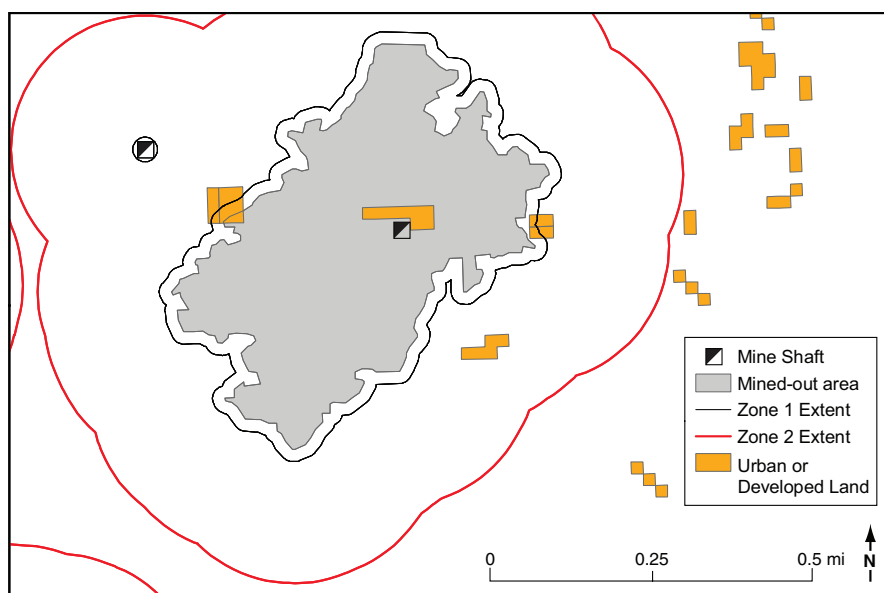 Mine Shaft
Mined-out area
Zone 1 Extent
Zone 2 Extent
Urban or
Developed Land
0 0.25 0.5 mi
N